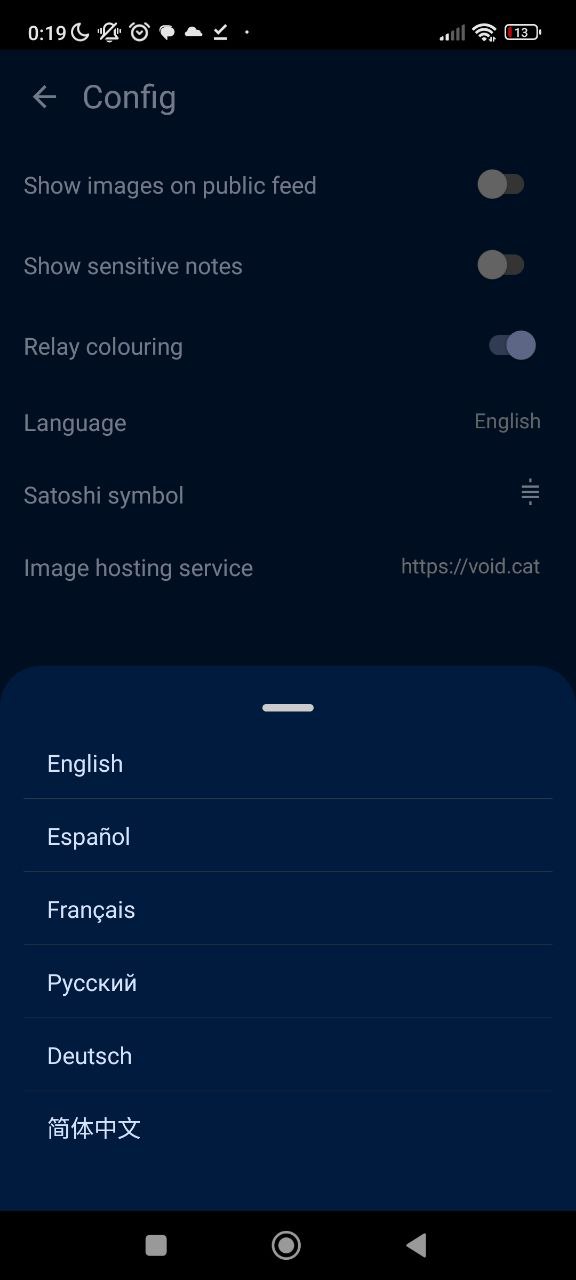 0:19
13
Config
Show images on public feed
Show sensitive notes
Relay colouring
Language English
Satoshi symbol
Image hosting service https://void.cat
English
Español
Français
Русский
Deutsch
简体中文